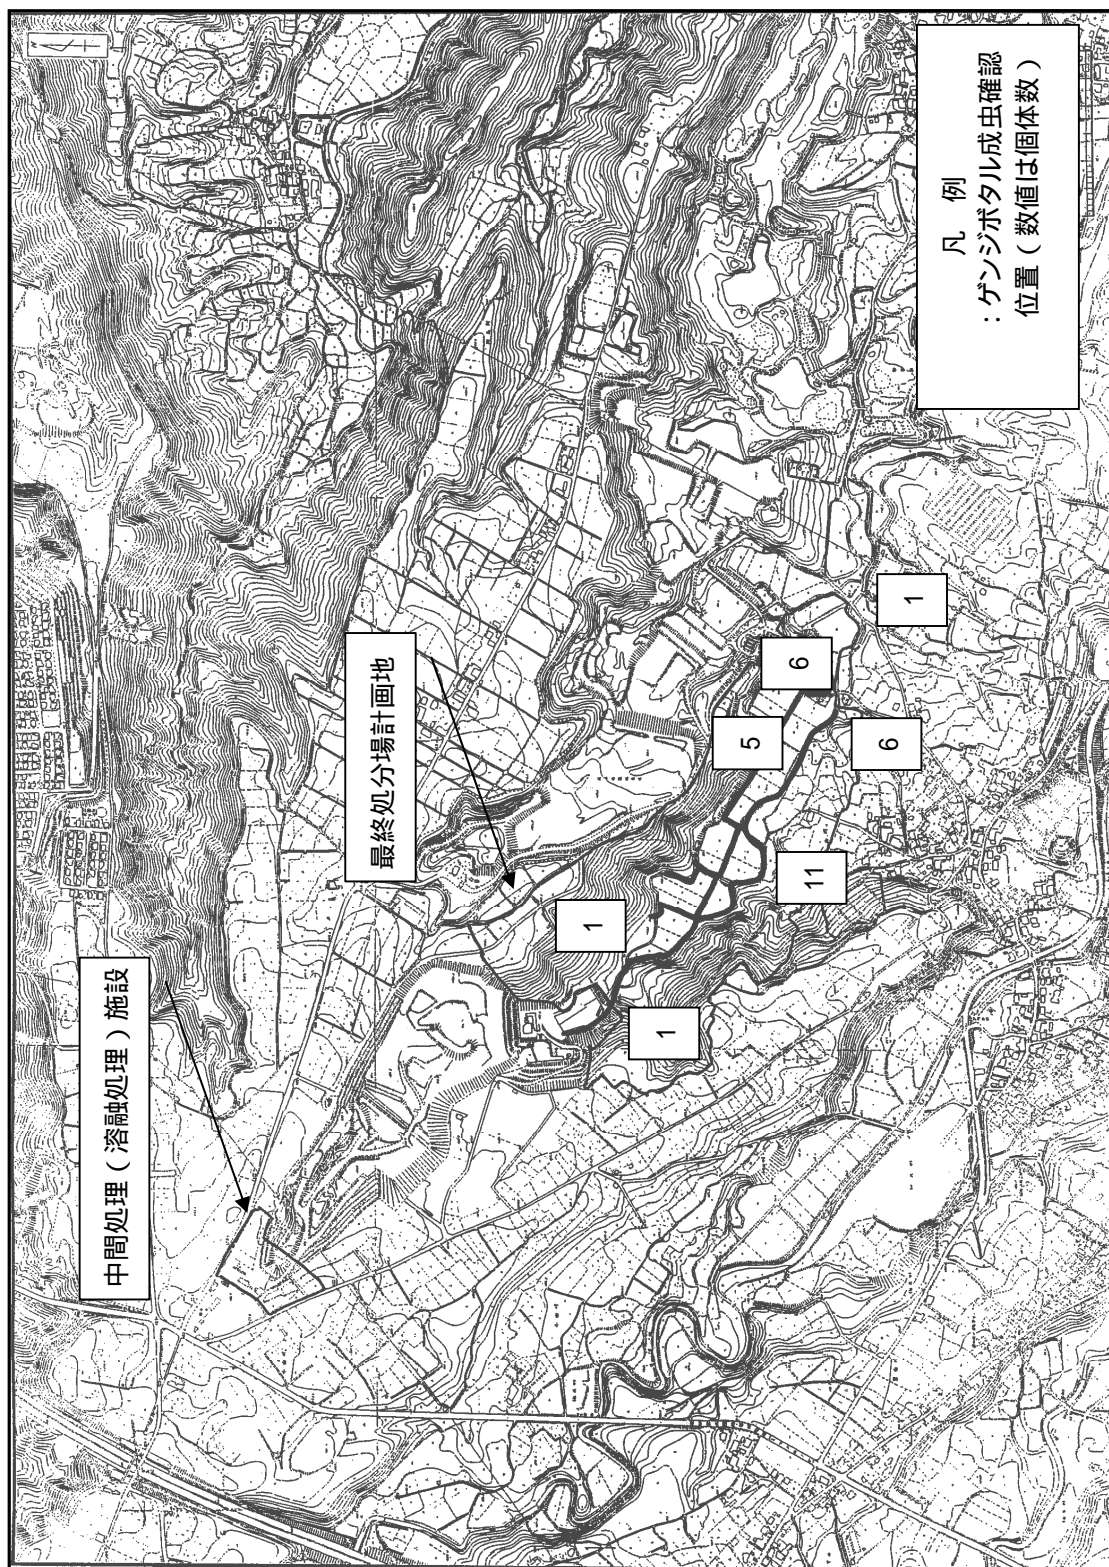 中間処理（溶融処理）施設
最終処分場計画地
1
1
11
5
6
6
1
凡 例
：ゲンジボタル成虫確認
位置（数値は個体数）